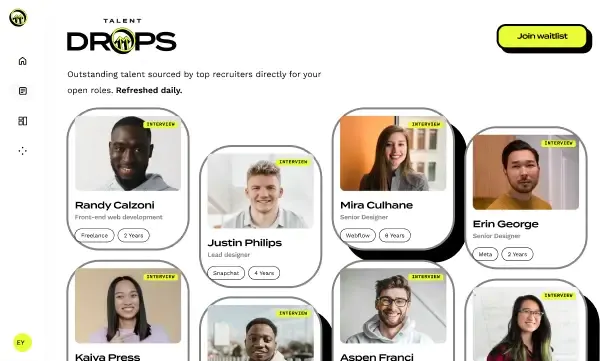 TALENT
DROPS
Join waitlist
Outstanding talent sourced by top recruiters directly for your
open roles. Refreshed daily.
INTERVIEW
Randy Calzoni
Front-end web development
Freelance
2 Years
INTERVIEW
Justin Philips
Lead designer
Snapchat
4 Years
INTERVIEW
Mira Culhane
Senior Designer
Webflow
6 Years
INTERVIEW
Erin George
Senior Designer
Meta
2 Years
INTERVIEW
Kaiya Press
INTERVIEW
INTERVIEW
Aspen Franci
INTERVIEW
EY